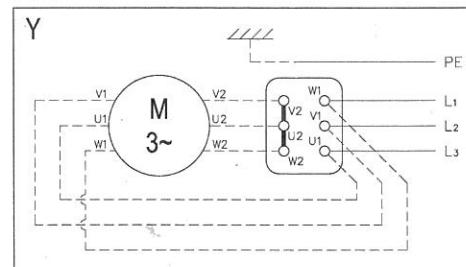 Y
PE
V1 V2 W1 L1
V2 V1
U1 M U2 L2
U2 U1
W1 3~ W2 L3
W2